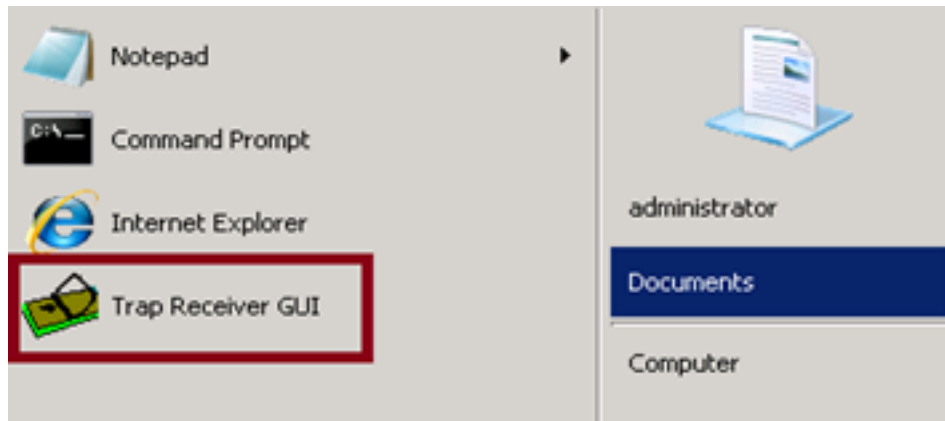 Notepad
Command Prompt
Internet Explorer
Trap Receiver GUI
administrator
Documents
Computer